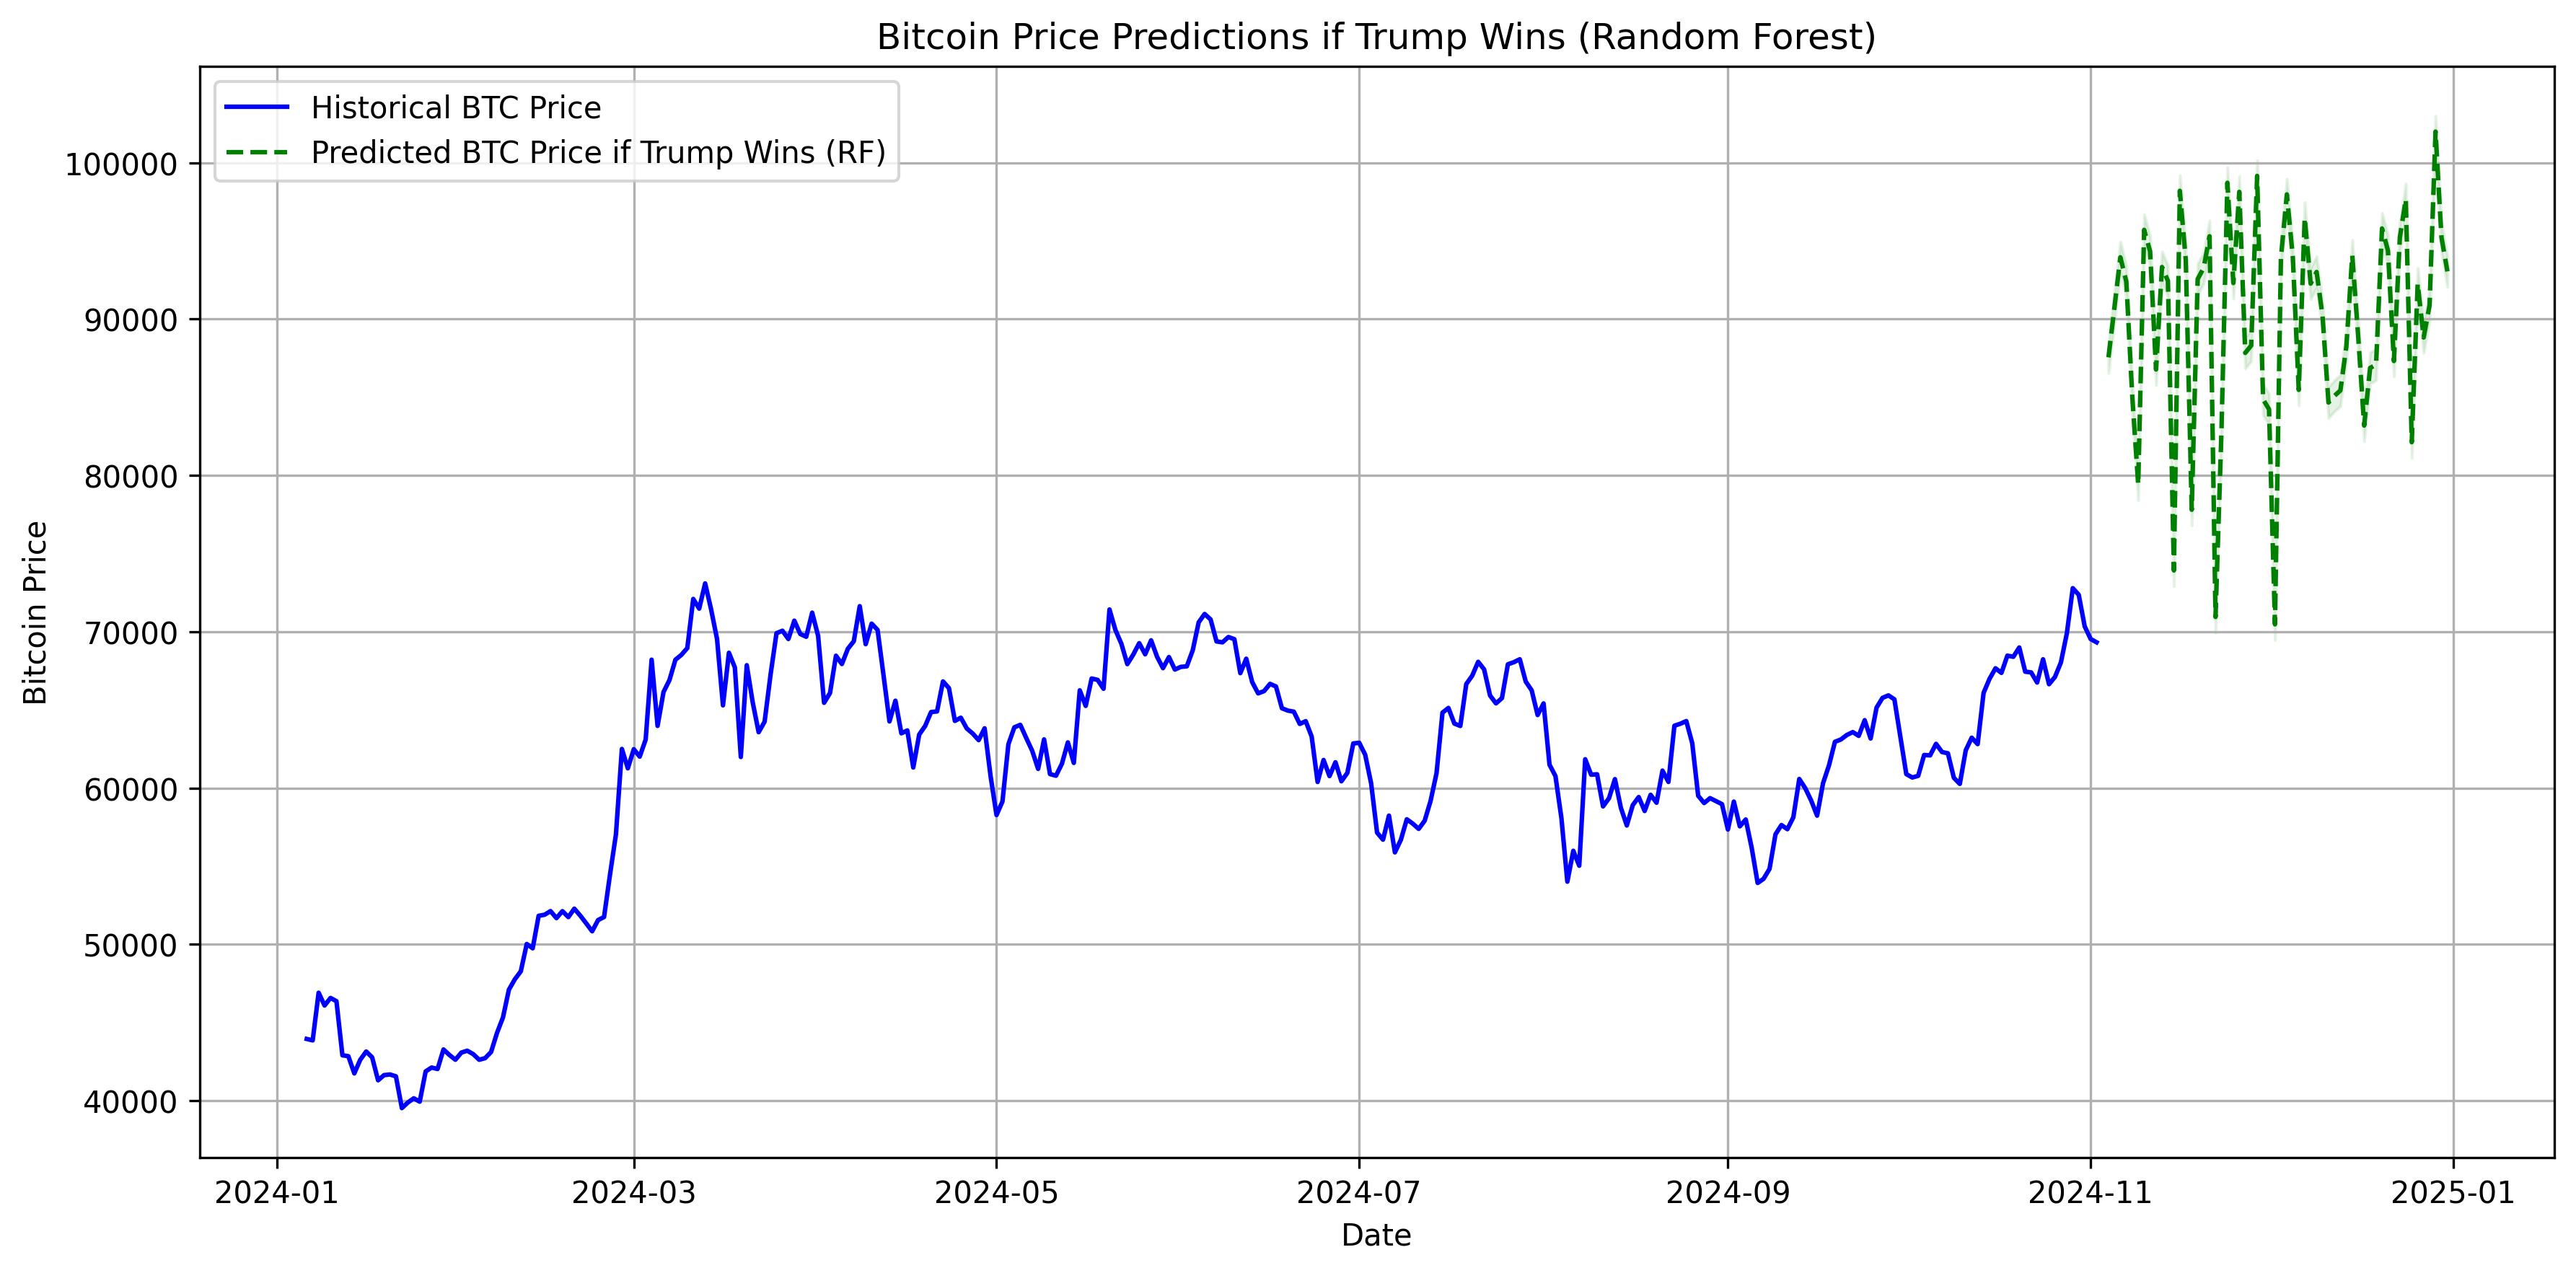 Bitcoin Price Predictions if Trump Wins (Random Forest)
Historical BTC Price
Predicted BTC Price if Trump Wins (RF)
100000
90000
80000
70000
60000
50000
40000
Bitcoin Price
2024-01
2024-03
2024-05
2024-07
2024-09
2024-11
2025-01
Date